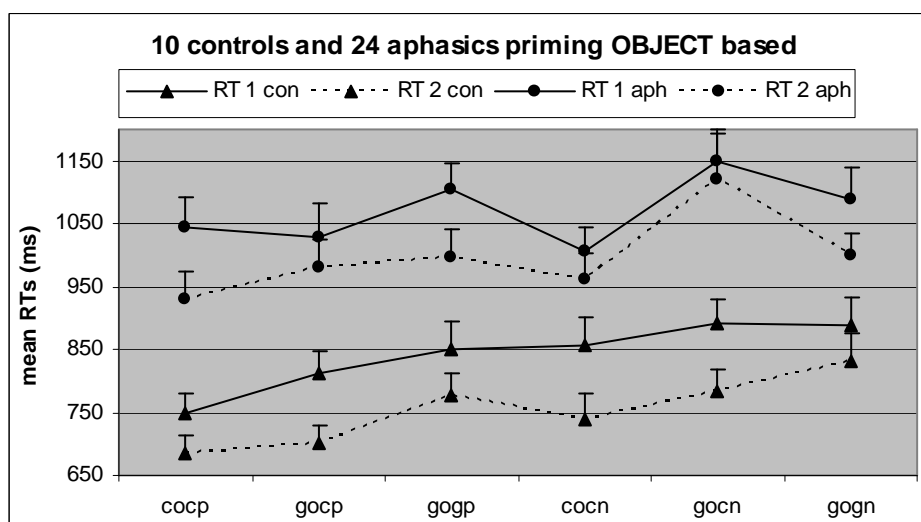 10 controls and 24 aphasics priming OBJECT based
RT 1 con RT 2 con RT 1 aph RT 2 aph
mean RTs (ms)
1150
1050
950
850
750
650
cocp gocp gogp cocn gocn gogn